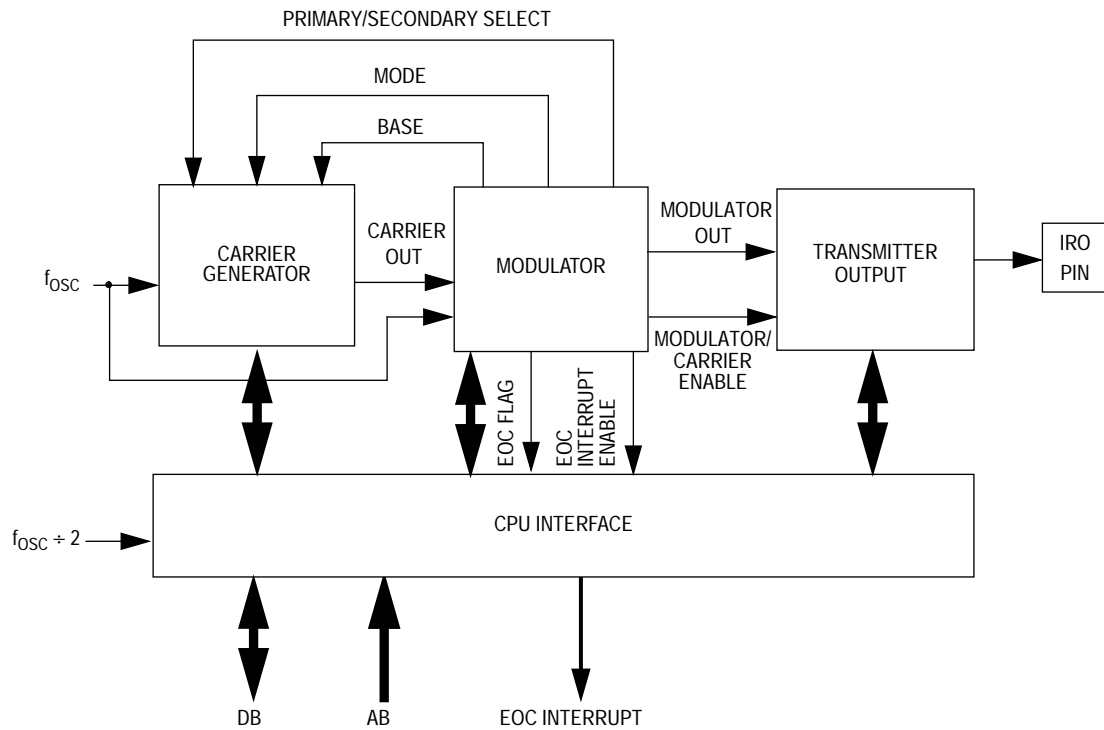 PRIMARY/SECONDARY SELECT
MODE
BASE
CARRIER
GENERATOR
CARRIER
OUT
MODULATOR
MODULATOR
OUT
TRANSMITTER
OUTPUT
IRO
PIN
fOSC
MODULATOR/
CARRIER
ENABLE
EOC FLAG
EOC
INTERRUPT
ENABLE
CPU INTERFACE
fOSC ÷ 2
DB
AB
EOC INTERRUPT